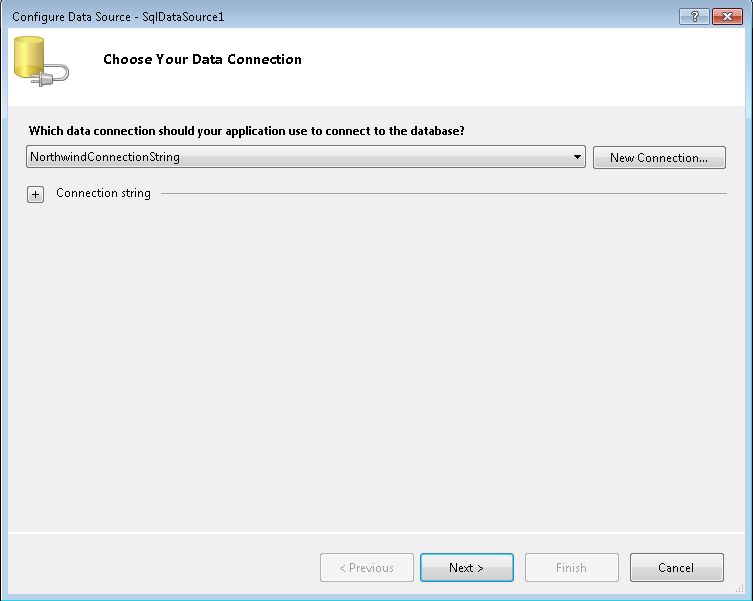 Configure Data Source - SqlDataSource1
?
Choose Your Data Connection
Which data connection should your application use to connect to the database?
NorthwindConnectionString
New Connection...
+ Connection string
< Previous
Next >
Finish
Cancel